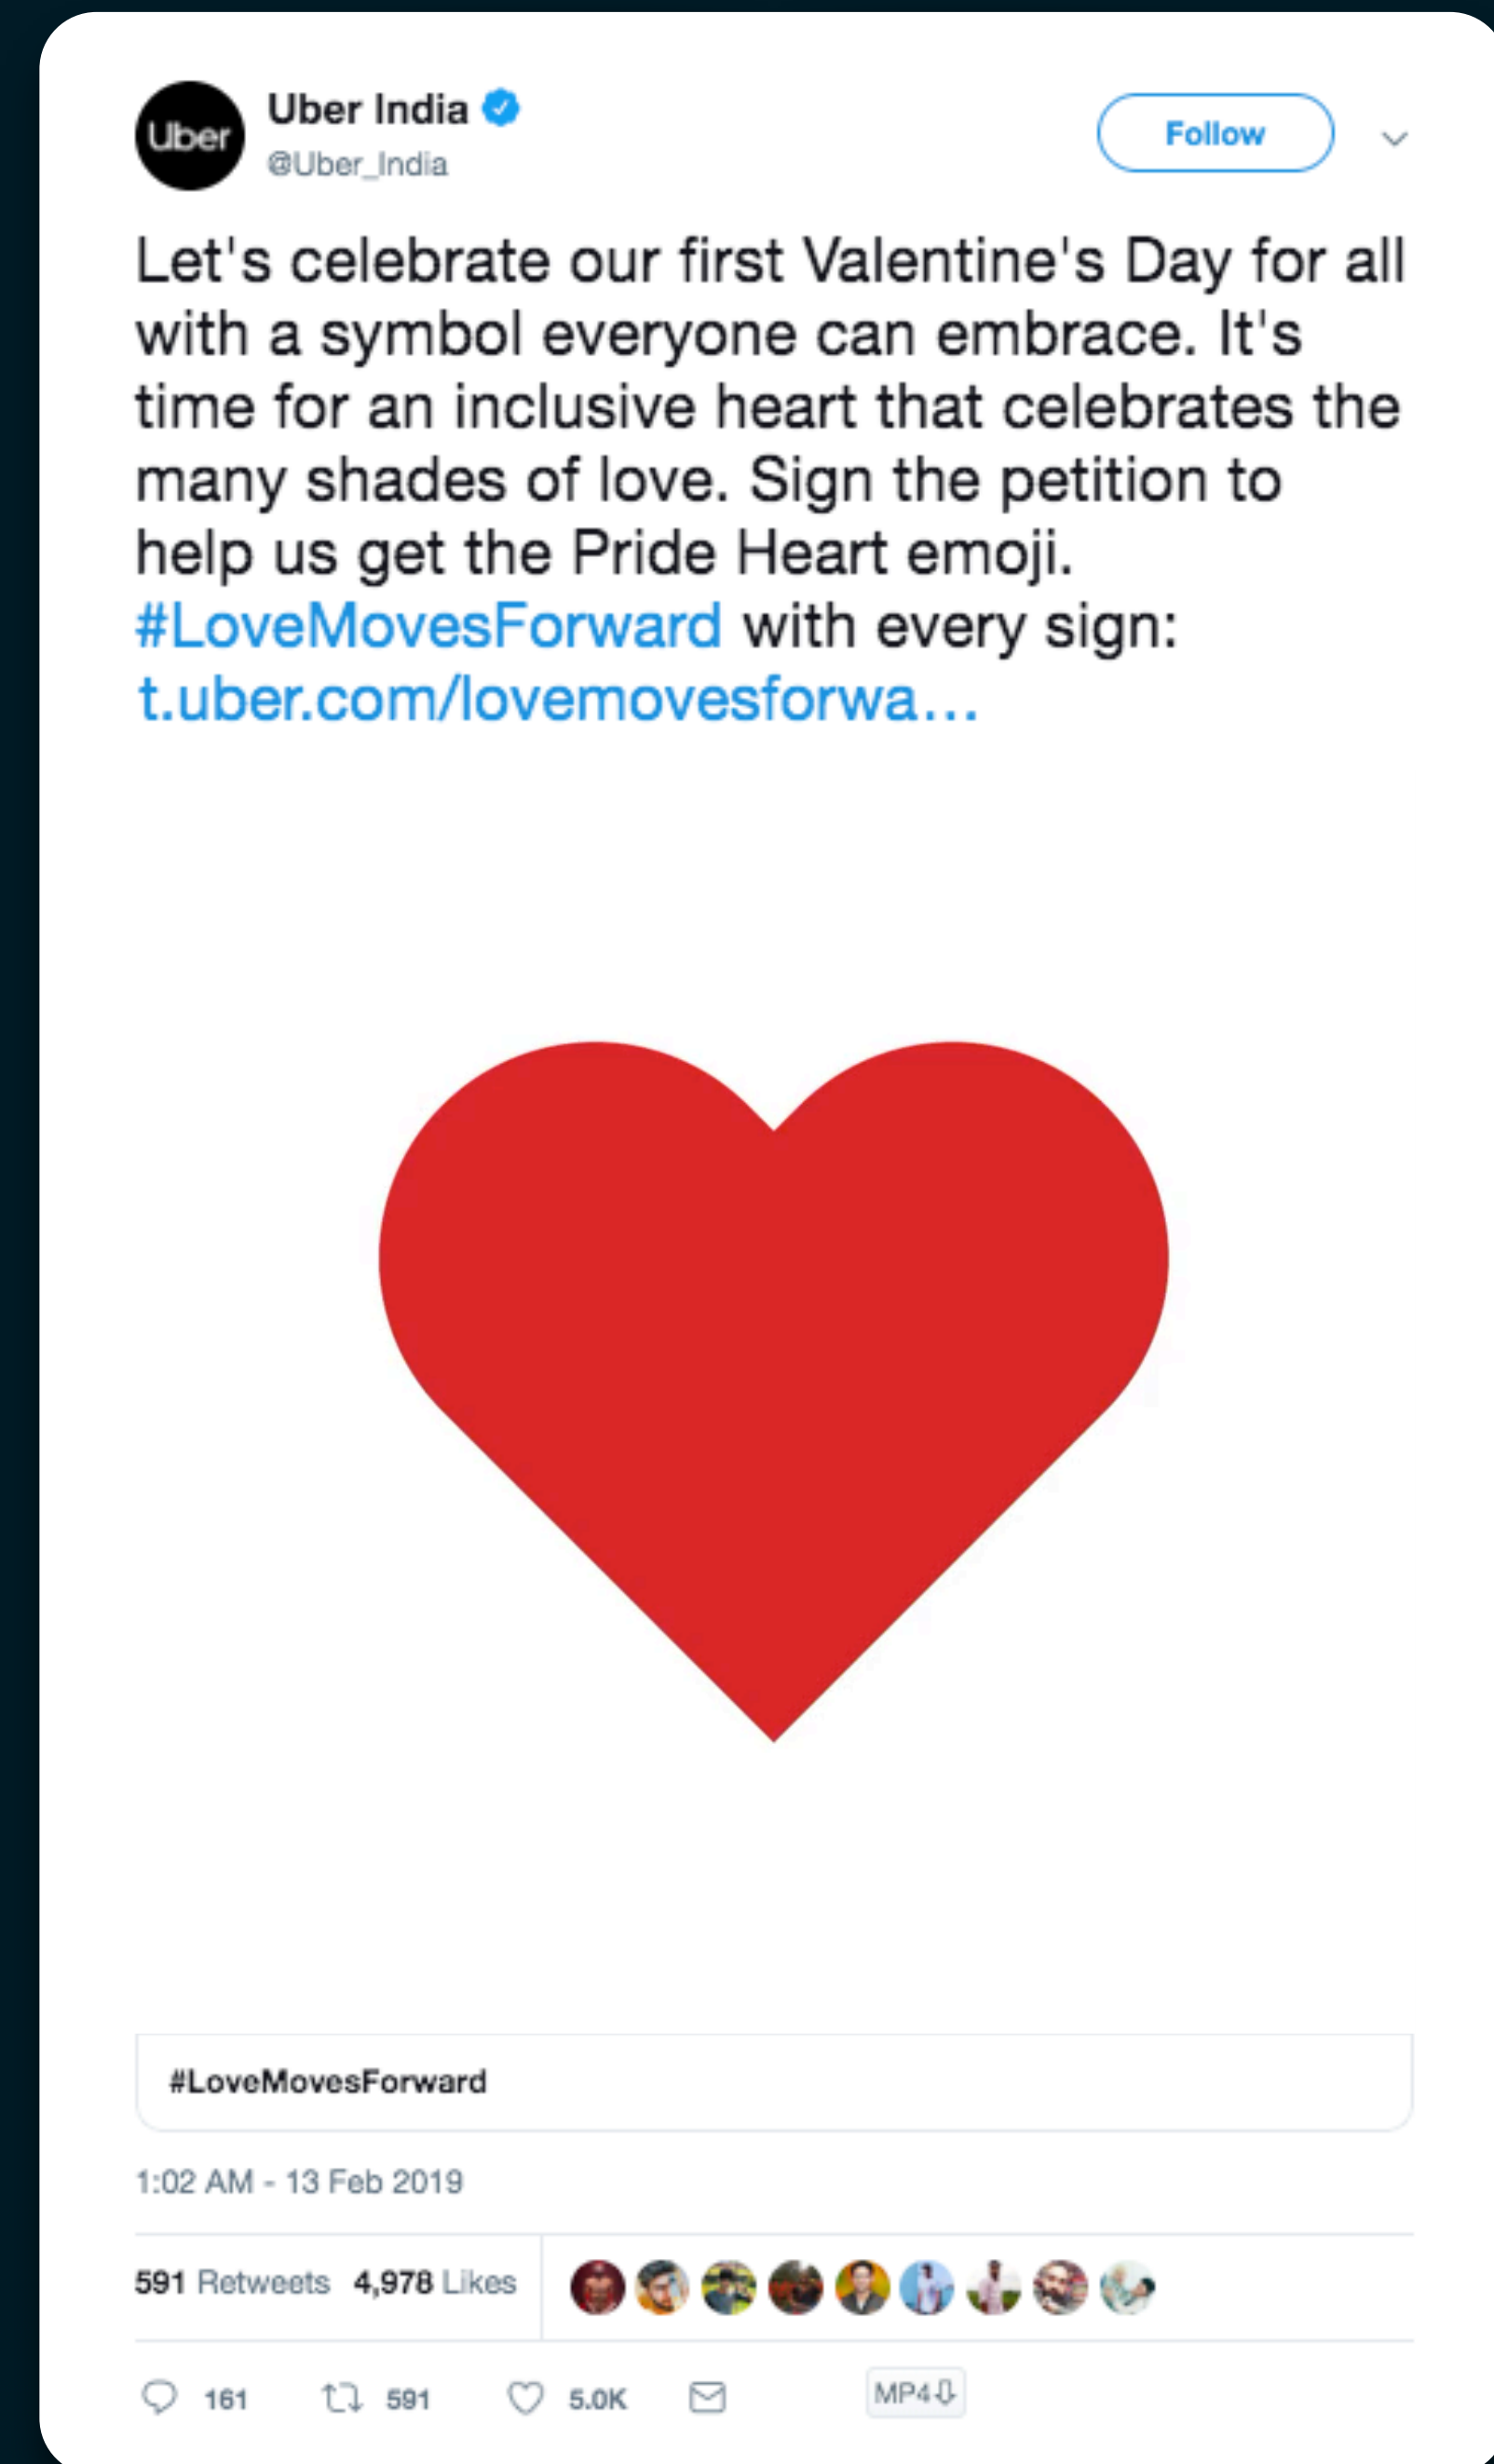 Uber
Uber India
@Uber_India
Follow
Let's celebrate our first Valentine's Day for all
with a symbol everyone can embrace. It's
time for an inclusive heart that celebrates the
many shades of love. Sign the petition to
help us get the Pride Heart emoji.
#LoveMovesForward with every sign:
t.uber.com/lovemovesforwa...
#LoveMovesForward
1:02 AM - 13 Feb 2019
591 Retweets 4,978 Likes
161 591 5.0K MP4